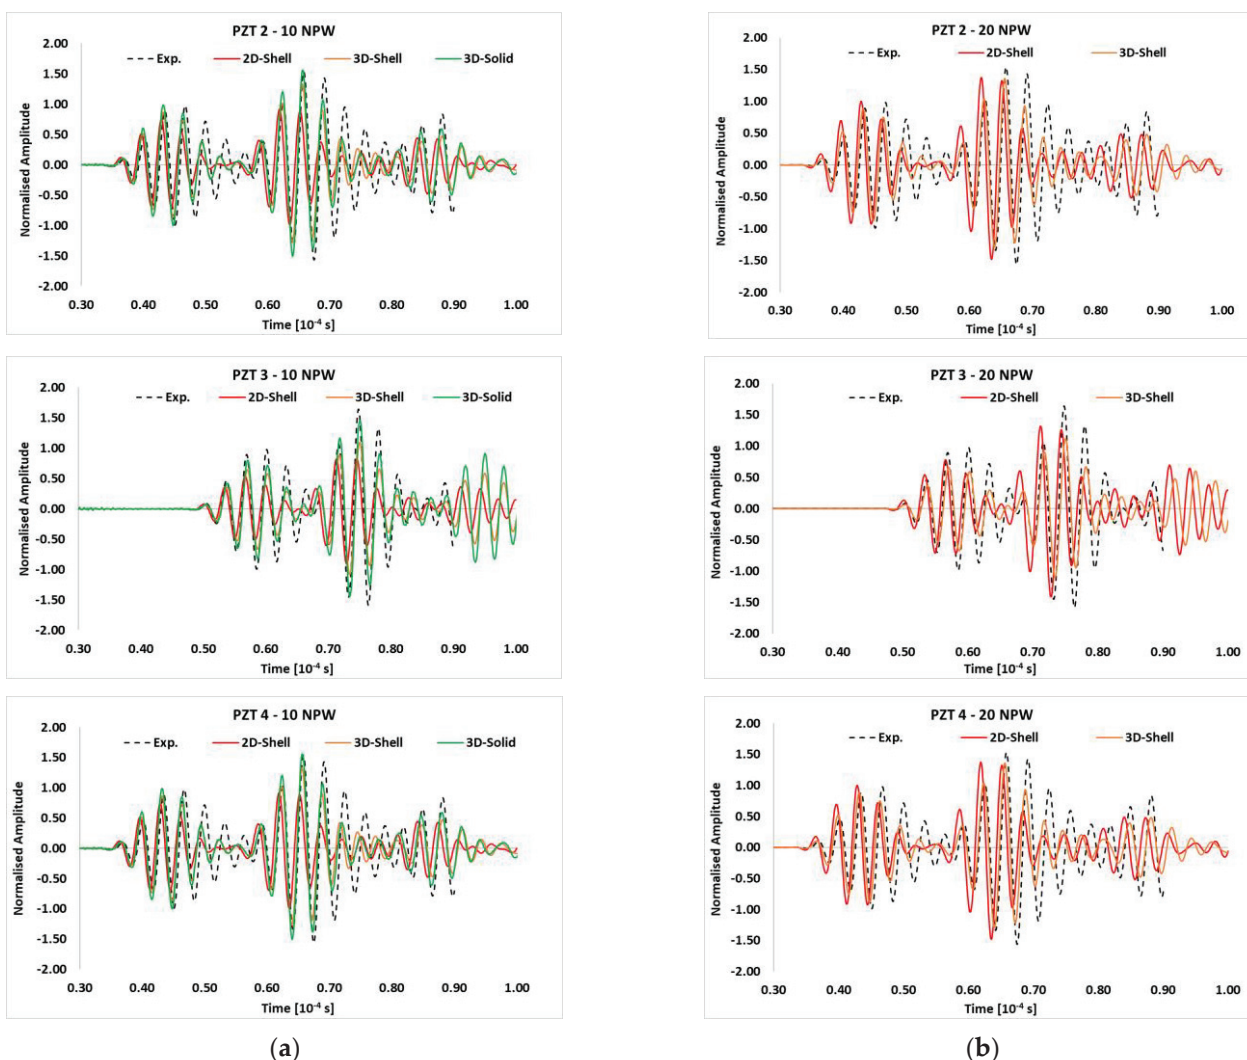 PZT 2 - 10 NPW
Exp. 2D-Shell 3D-Shell 3D-Solid
Normalised Amplitude
2.00
1.50
1.00
0.50
0.00
-0.50
-1.00
-1.50
-2.00
0.30 0.40 0.50 0.60 0.70 0.80 0.90 1.00
Time [10-4 s]
PZT 2 - 20 NPW
Exp. 2D-Shell 3D-Shell
Normalised Amplitude
2.00
1.50
1.00
0.50
0.00
-0.50
-1.00
-1.50
-2.00
0.30 0.40 0.50 0.60 0.70 0.80 0.90 1.00
Time [10-4 s]
PZT 3 - 10 NPW
Exp. 2D-Shell 3D-Shell 3D-Solid
Normalised Amplitude
2.00
1.50
1.00
0.50
0.00
-0.50
-1.00
-1.50
-2.00
0.30 0.40 0.50 0.60 0.70 0.80 0.90 1.00
Time [10-4 s]
PZT 3 - 20 NPW
Exp. 2D-Shell 3D-Shell
Normalised Amplitude
2.00
1.50
1.00
0.50
0.00
-0.50
-1.00
-1.50
-2.00
0.30 0.40 0.50 0.60 0.70 0.80 0.90 1.00
Time [10-4 s]
PZT 4 - 10 NPW
Exp. 2D-Shell 3D-Shell 3D-Solid
Normalised Amplitude
2.00
1.50
1.00
0.50
0.00
-0.50
-1.00
-1.50
-2.00
0.30 0.40 0.50 0.60 0.70 0.80 0.90 1.00
Time [10-4 s]
PZT 4 - 20 NPW
Exp. 2D-Shell 3D-Shell
Normalised Amplitude
2.00
1.50
1.00
0.50
0.00
-0.50
-1.00
-1.50
-2.00
0.30 0.40 0.50 0.60 0.70 0.80 0.90 1.00
Time [10-4 s]
(a) (b)